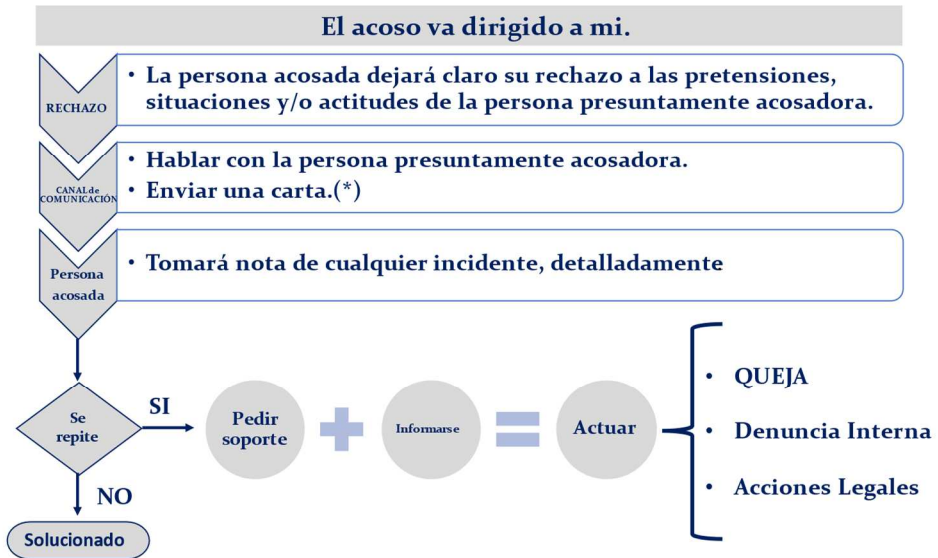 El acoso va dirigido a mi.
RECHAZO
• La persona acosada dejará claro su rechazo a las pretensiones,
situaciones y/o actitudes de la persona presuntamente acosadora.
CANAL de
COMUNICACIÓN
• Hablar con la persona presuntamente acosadora.
• Enviar una carta.(*)
Persona
acosada
• Tomará nota de cualquier incidente, detalladamente
Se
repite
SI
Pedir
soporte
Informarse
Actuar
• QUEJA
• Denuncia Interna
• Acciones Legales
NO
Solucionado